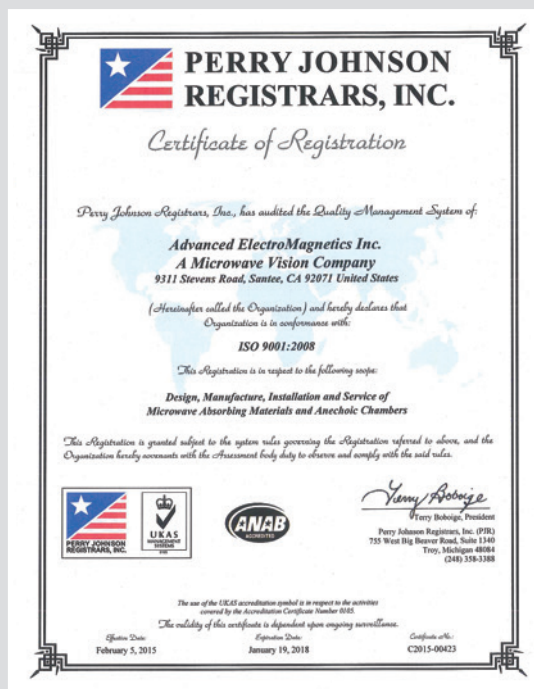 PERRY JOHNSON
REGISTRARS, INC.
Certificate of Registration
Perry Johnson Registrars, Inc., has audited the Quality Management System of:
Advanced ElectroMagnetics Inc.
A Microwave Vision Company
9311 Stevens Road, Santee, CA 92071 United States
(Hereinafter called the Organization) and hereby declares that
Organization is in conformance with:
ISO 9001:2008
This Registration is in respect to the following scope:
Design, Manufacture, Installation and Service of
Microwave Absorbing Materials and Anechoic Chambers
This Registration is granted subject to the system rules governing the Registration referred to above, and the
Organization hereby covenants with the Assessment body duty to observe and comply with the said rules.
PERRY JOHNSON
REGISTRARS, INC.
UKAS
MANAGEMENT
SYSTEMS
ANAB
ACCREDITED
Terry Boboige
Terry Boboige, President
Perry Johnson Registrars, Inc. (PJR)
755 West Big Beaver Road, Suite 1340
Troy, Michigan 48084
(248) 358-3388
The use of the UKAS accreditation symbol is in respect to the activities
covered by the Accreditation Certificate Number 0105.
The validity of this certificate is dependent upon ongoing surveillance.
Effective Date: Expiration Date: Certificate No.:
February 5, 2015 January 19, 2018 C2015-00423